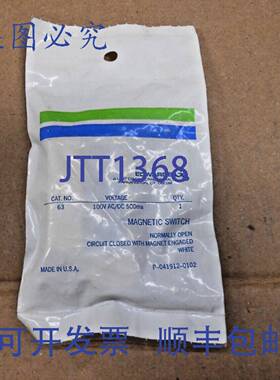 图必究
JTT1368
EDWARDS
CAT. NO. VOLTAGE QTY.
63 100V AC/DC 500ma 1
MAGNETIC SWITCH
NORMALLY OPEN
CIRCUIT CLOSED WITH MAGNET ENGAGED
WHITE
MADE IN U.S.A. P-041912-0102
可开发票 顺丰包邮